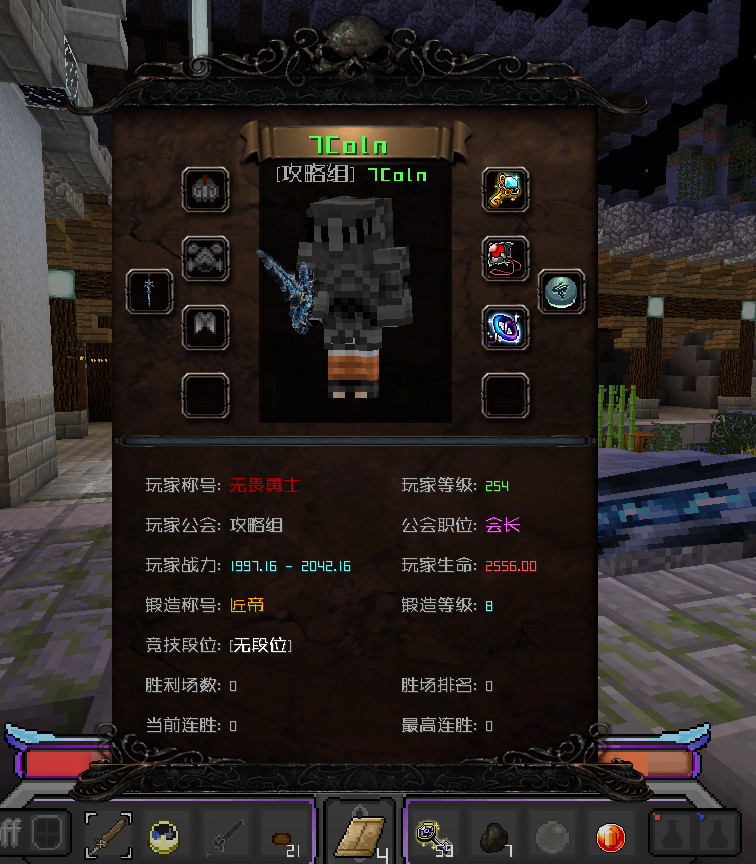 7Coln
[攻略组] 7Coln
玩家称号: 无畏勇士 玩家等级: 254
玩家公会: 攻略组 公会职位: 会长
玩家战力: 1997.16 - 2042.16 玩家生命: 2556.00
锻造称号: 匠帝 锻造等级: 8
竞技段位: [无段位]
胜利场数: 0 胜场排名: 0
当前连胜: 0 最高连胜: 0
ff 21 4 59 7